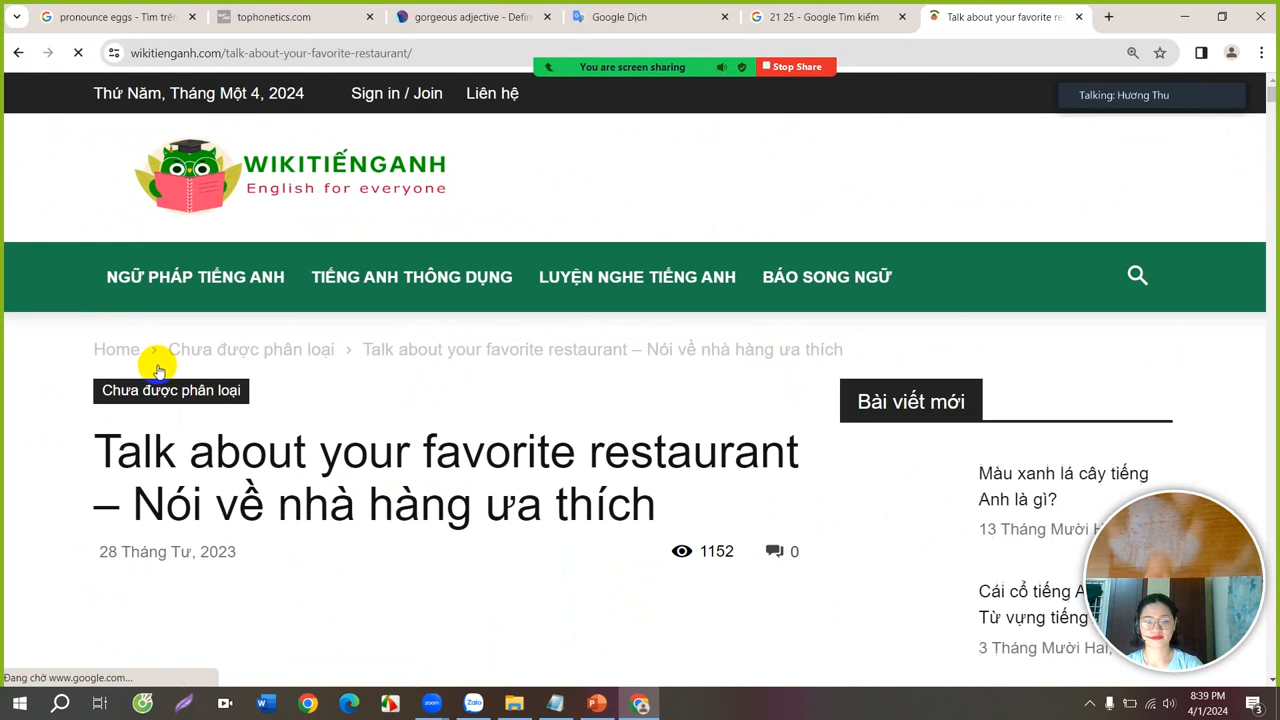 pronounce eggs - Tìm trên
tophonetics.com
gorgeous adjective - Defin
Google Dịch
21 25 - Google Tìm kiếm
Talk about your favorite res
wikitienganh.com/talk-about-your-favorite-restaurant/
You are screen sharing
Stop Share
Thứ Năm, Tháng Một 4, 2024
Sign in / Join
Liên hệ
Talking: Hương Thu
WIKITIẾNGANH
English for everyone
NGỮ PHÁP TIẾNG ANH
TIẾNG ANH THÔNG DỤNG
LUYỆN NGHE TIẾNG ANH
BÁO SONG NGỮ
Home › Chưa được phân loại › Talk about your favorite restaurant – Nói về nhà hàng ưa thích
Chưa được phân loại
Bài viết mới
Talk about your favorite restaurant
– Nói về nhà hàng ưa thích
28 Tháng Tư, 2023
1152
0
Màu xanh lá cây tiếng
Anh là gì?
13 Tháng Mười H
Cái cổ tiếng A
Từ vựng tiếng
3 Tháng Mười Hai,
Đang chờ www.google.com...
8:39 PM
4/1/2024